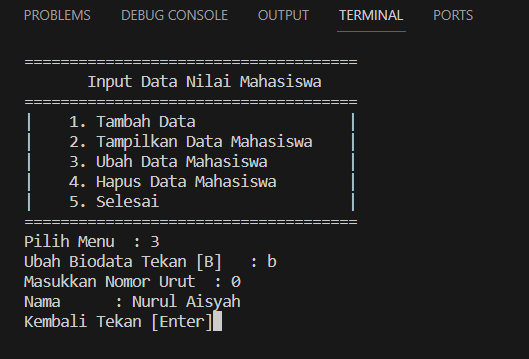 PROBLEMS DEBUG CONSOLE OUTPUT TERMINAL PORTS
=====================================
Input Data Nilai Mahasiswa
=====================================
| 1. Tambah Data |
| 2. Tampilkan Data Mahasiswa |
| 3. Ubah Data Mahasiswa |
| 4. Hapus Data Mahasiswa |
| 5. Selesai |
=====================================
Pilih Menu : 3
Ubah Biodata Tekan [B] : b
Masukkan Nomor Urut : 0
Nama : Nurul Aisyah
Kembali Tekan [Enter]